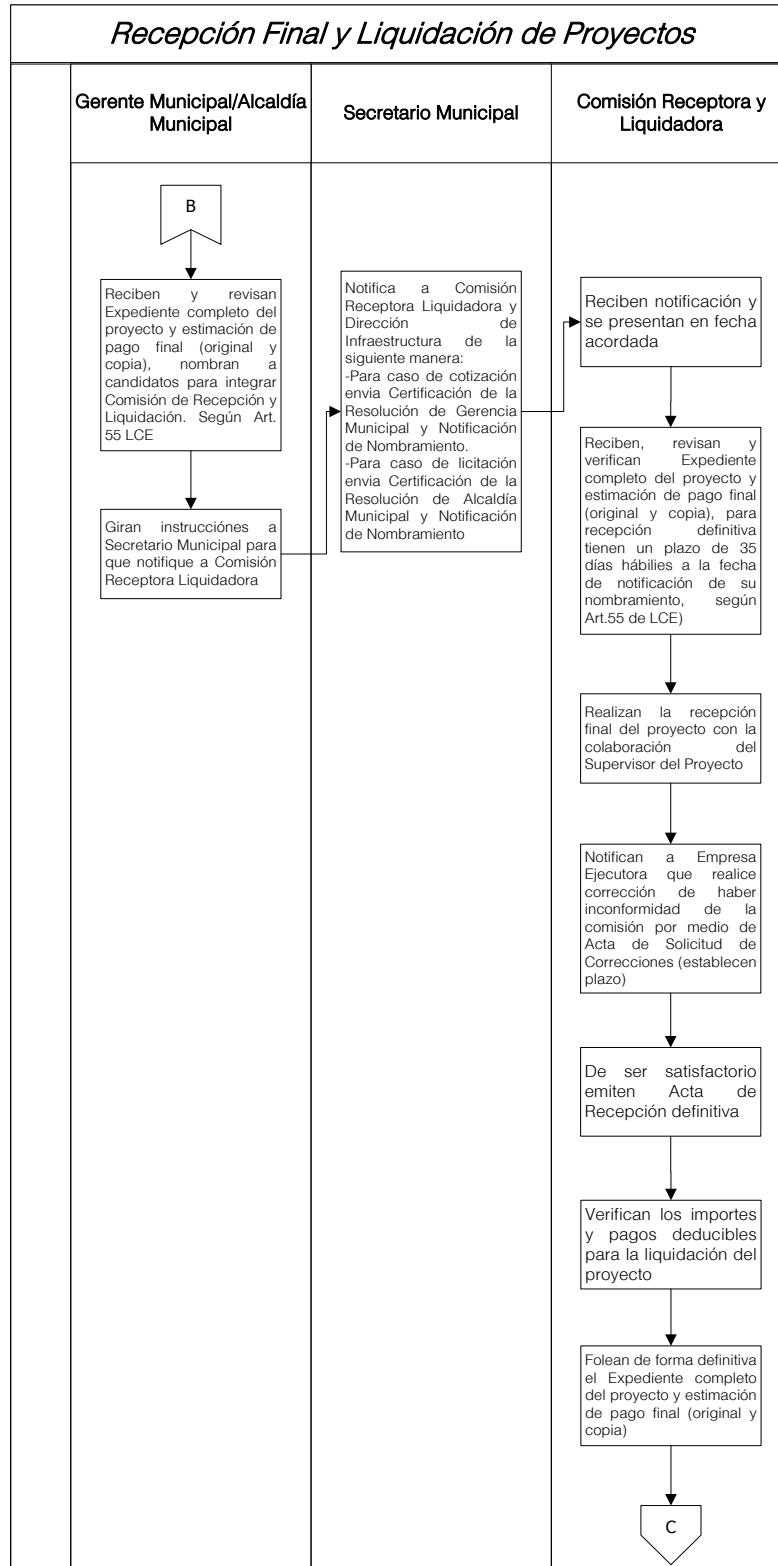 Recepción Final y Liquidación de Proyectos
Gerente Municipal/Alcaldía
Municipal
Secretario Municipal
Comisión Receptora y
Liquidadora
B
Reciben y revisan
Expediente completo del
proyecto y estimación de
pago final (original y
copia), nombran a
candidatos para integrar
Comisión de Recepción y
Liquidación. Según Art.
55 LCE
Giran instrucciónes a
Secretario Municipal para
que notifique a Comisión
Receptora Liquidadora
Notifica a Comisión
Receptora Liquidadora y
Dirección de
Infraestructura de la
siguiente manera:
-Para caso de cotización
envia Certificación de la
Resolución de Gerencia
Municipal y Notificación
de Nombramiento.
-Para caso de licitación
envia Certificación de la
Resolución de Alcaldía
Municipal y Notificación
de Nombramiento
Reciben notificación y
se presentan en fecha
acordada
Reciben, revisan y
verifican Expediente
completo del proyecto y
estimación de pago final
(original y copia), para
recepción definitiva
tienen un plazo de 35
días hábilies a la fecha
de notificación de su
nombramiento, según
Art.55 de LCE)
Realizan la recepción
final del proyecto con la
colaboración del
Supervisor del Proyecto
Notifican a Empresa
Ejecutora que realice
corrección de haber
inconformidad de la
comisión por medio de
Acta de Solicitud de
Correcciones (establecen
plazo)
De ser satisfactorio
emiten Acta de
Recepción definitiva
Verifican los importes
y pagos deducibles
para la liquidación del
proyecto
Folean de forma definitiva
el Expediente completo
del proyecto y estimación
de pago final (original y
copia)
C